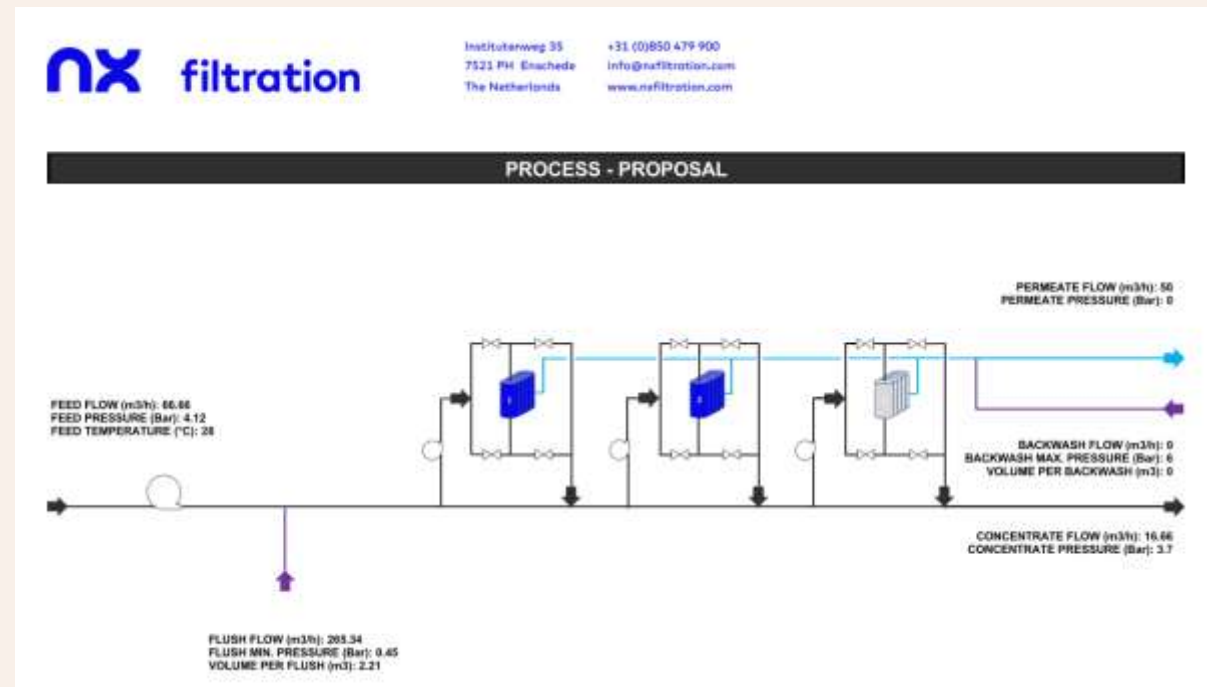 nx filtration
Institutenweg 35
7521 PH Enschede
The Netherlands
+31 (0)850 479 900
info@nxfiltration.com
www.nxfiltration.com
PROCESS - PROPOSAL
PERMEATE FLOW (m3/h): 50
PERMEATE PRESSURE (Bar): 0
FEED FLOW (m3/h): 66.66
FEED PRESSURE (Bar): 4.12
FEED TEMPERATURE (°C): 28
BACKWASH FLOW (m3/h): 0
BACKWASH MAX. PRESSURE (Bar): 6
VOLUME PER BACKWASH (m3): 0
CONCENTRATE FLOW (m3/h): 16.66
CONCENTRATE PRESSURE (Bar): 3.7
FLUSH FLOW (m3/h): 265.34
FLUSH MIN. PRESSURE (Bar): 0.45
VOLUME PER FLUSH (m3): 2.21